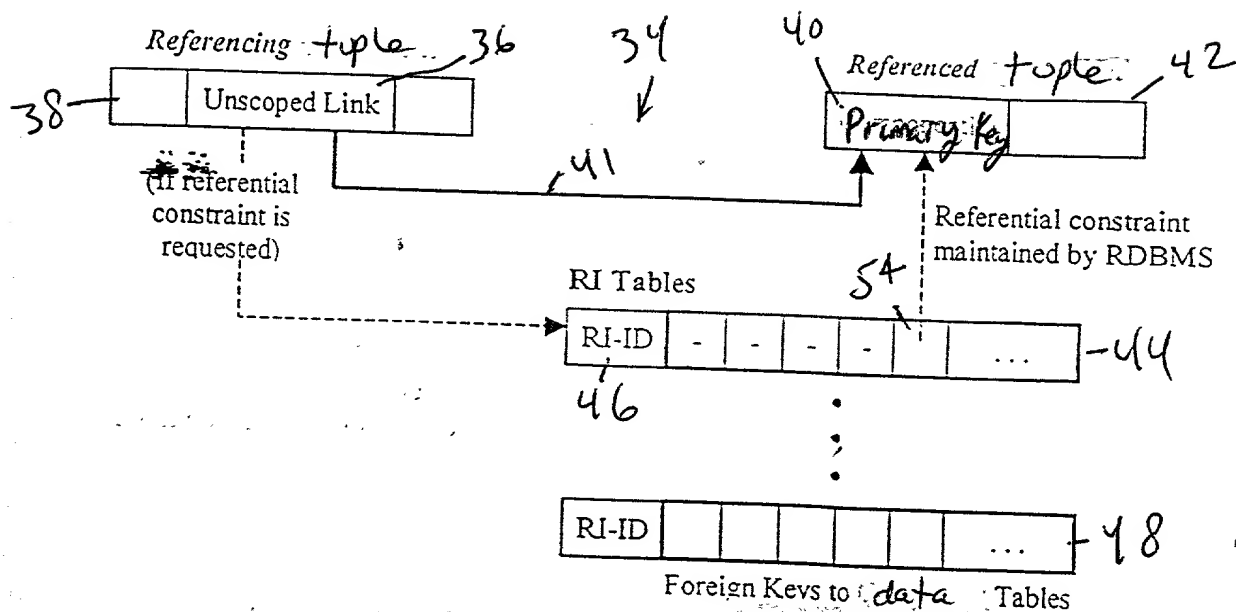 Referencing tuple 36 34 40 Referenced tuple 42
38 Unscoped Link Primary Key
(If referential
constraint is
requested)
41
Referential constraint
maintained by RDBMS
RI Tables 54
RI-ID - - - - ... 44
46
RI-ID ... 48
Foreign Keys to data Tables